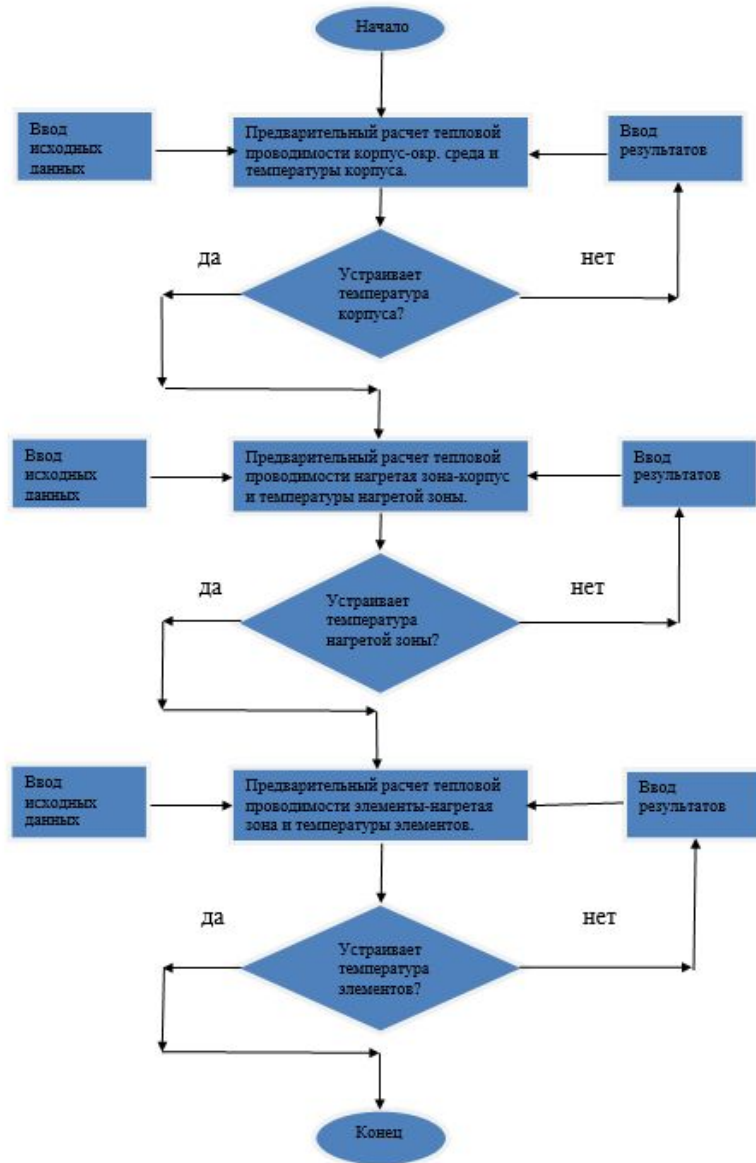 Начало
Ввод
исходных
данных
Предварительный расчет тепловой
проводимости корпус-окр. среда и
температуры корпуса.
Ввод
результатов
да
Устраивает
температура
корпуса?
нет
Ввод
исходных
данных
Предварительный расчет тепловой
проводимости нагретая зона-корпус
и температуры нагретой зоны.
Ввод
результатов
да
Устраивает
температура
нагретой зоны?
нет
Ввод
исходных
данных
Предварительный расчет тепловой
проводимости элементы-нагретая
зона и температуры элементов.
Ввод
результатов
да
Устраивает
температура
элементов?
нет
Конец